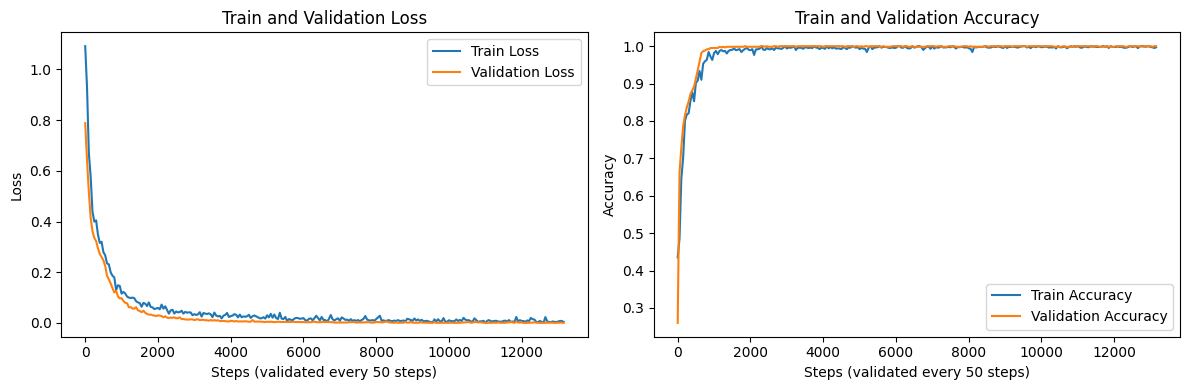 Train and Validation Loss
Train Loss
Validation Loss
1.0
0.8
0.6
0.4
0.2
0.0
Loss
0 2000 4000 6000 8000 10000 12000
Steps (validated every 50 steps)
Train and Validation Accuracy
1.0
0.9
0.8
0.7
0.6
0.5
0.4
0.3
Accuracy
Train Accuracy
Validation Accuracy
0 2000 4000 6000 8000 10000 12000
Steps (validated every 50 steps)